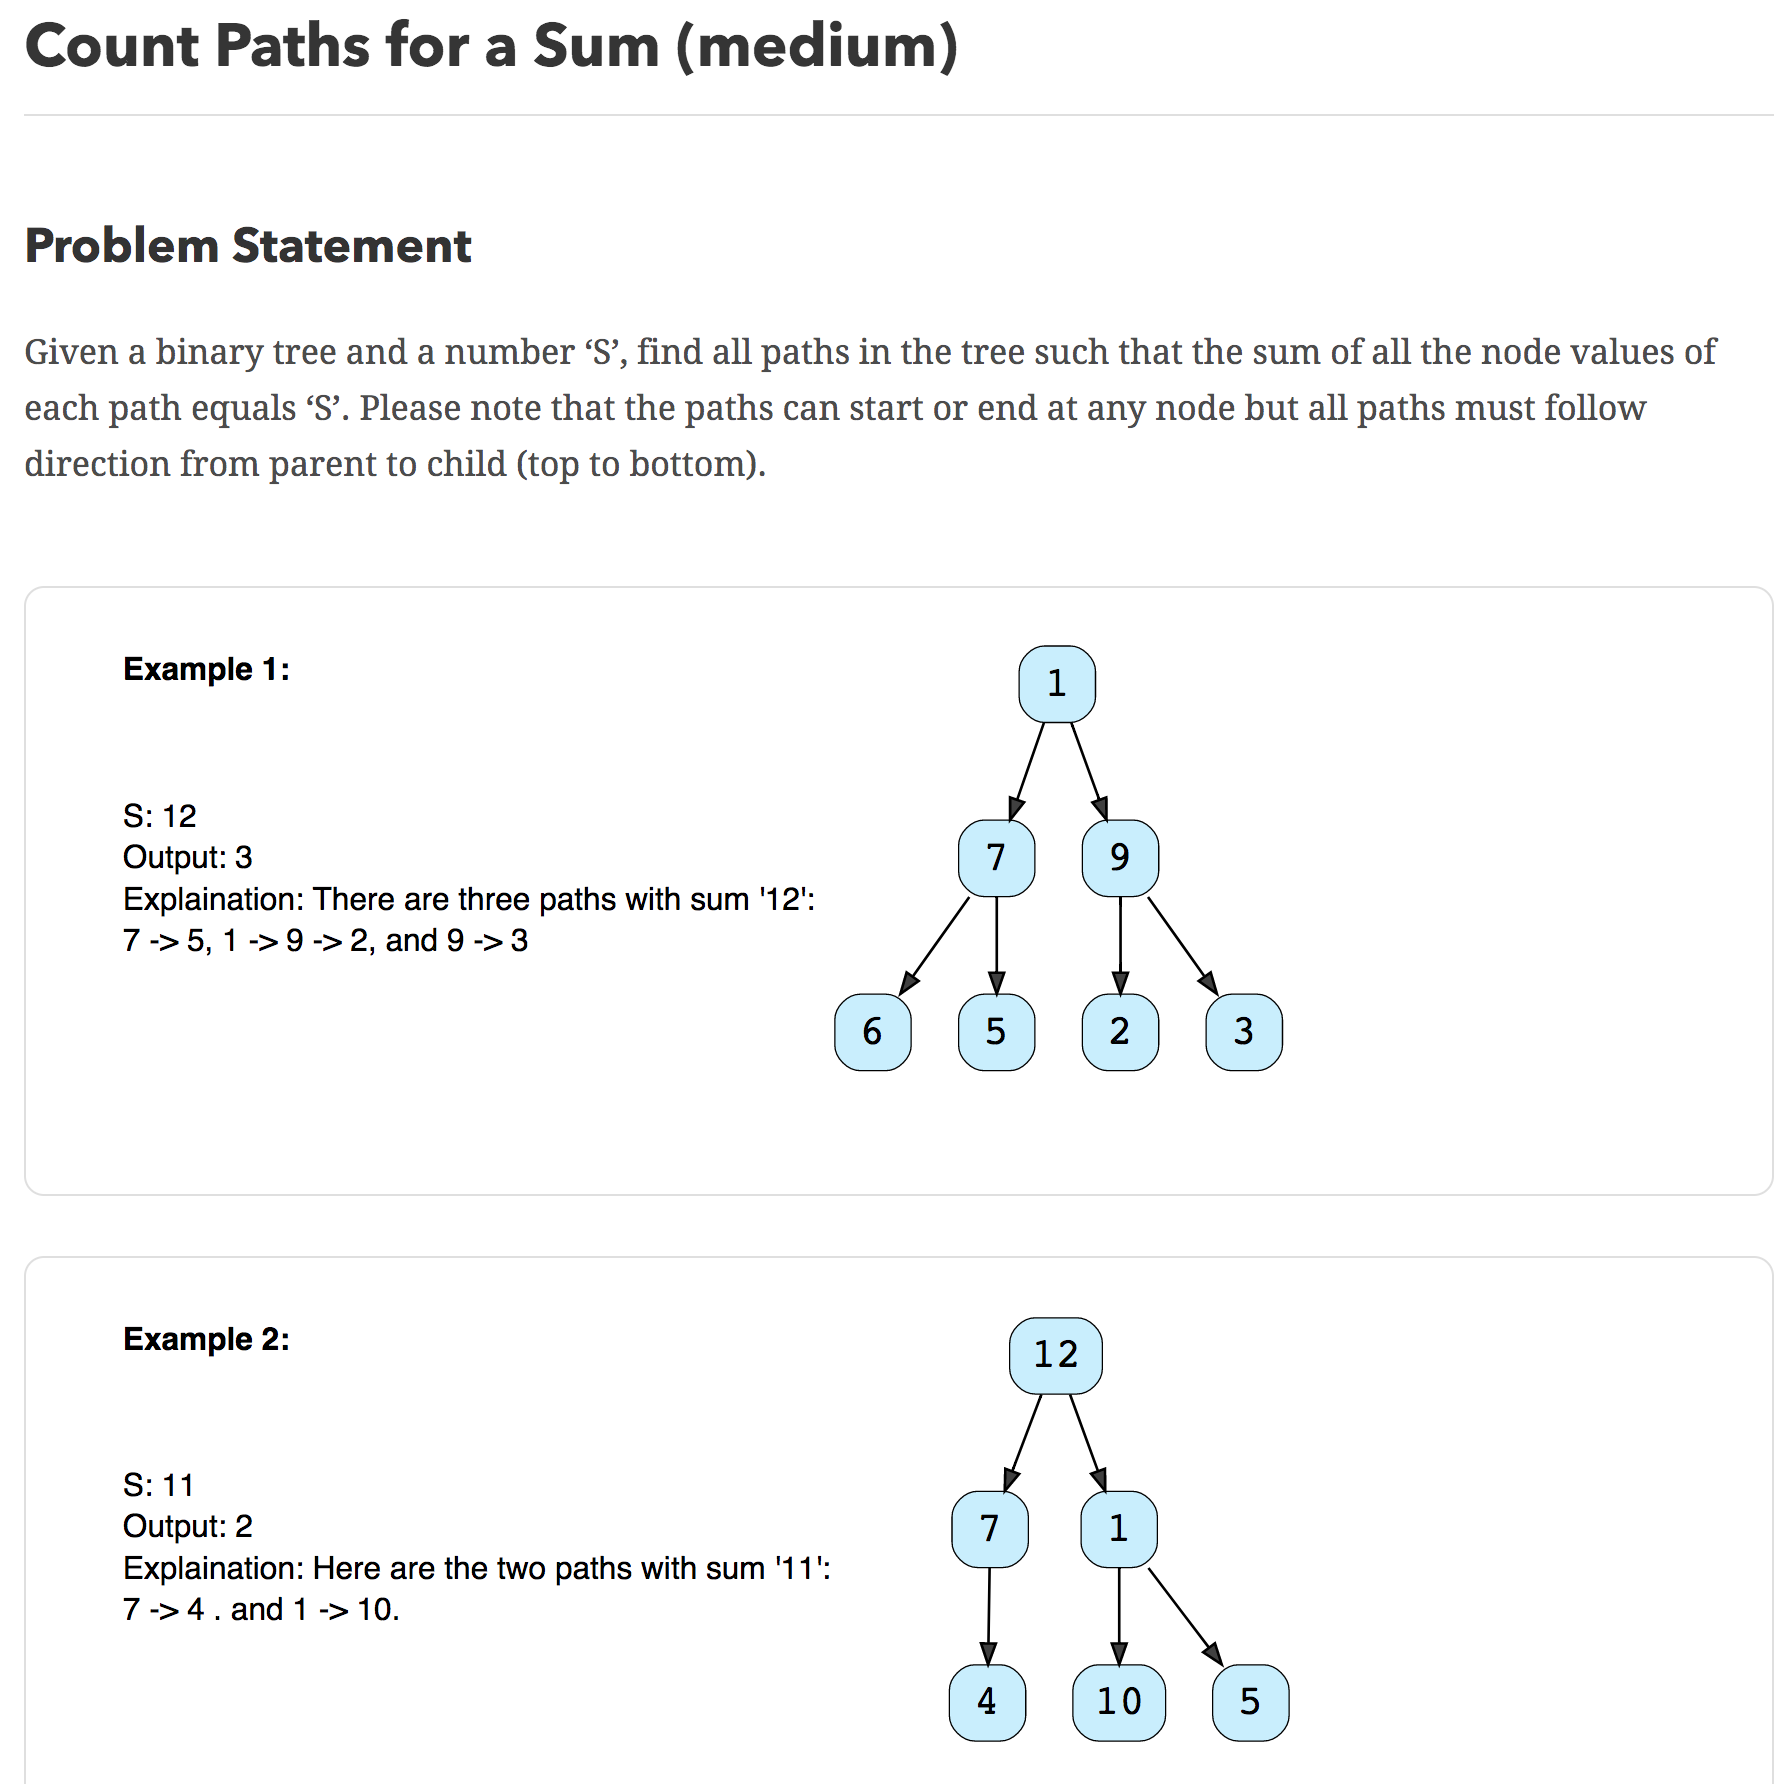 Count Paths for a Sum (medium)
Problem Statement
Given a binary tree and a number ‘S’, find all paths in the tree such that the sum of all the node values of
each path equals ‘S’. Please note that the paths can start or end at any node but all paths must follow
direction from parent to child (top to bottom).
Example 1:
S: 12
Output: 3
Explaination: There are three paths with sum '12':
7 -> 5, 1 -> 9 -> 2, and 9 -> 3
1
7 9
6 5 2 3
Example 2:
S: 11
Output: 2
Explaination: Here are the two paths with sum '11':
7 -> 4 . and 1 -> 10.
12
7 1
4 10 5